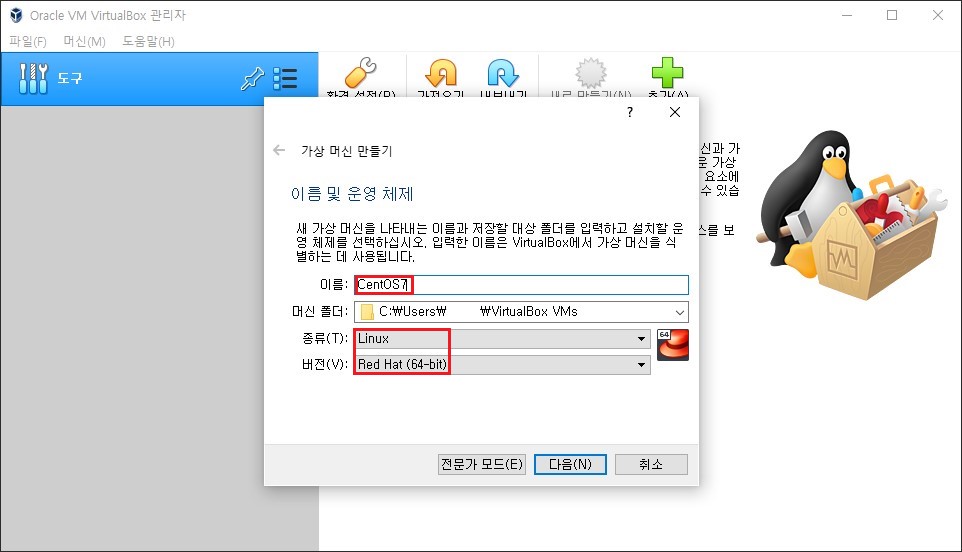 Oracle VM VirtualBox 관리자
파일(F) 머신(M) 도움말(H)
도구
환경 설정(P) 가져오기 내보내기 새로 만들기(N) 추가(A)
신과 가
운 가상
요소에
수 있습
스를 보
?
가상 머신 만들기
이름 및 운영 체제
새 가상 머신을 나타내는 이름과 저장할 대상 폴더를 입력하고 설치할 운
영 체제를 선택하십시오. 입력한 이름은 VirtualBox에서 가상 머신을 식
별하는 데 사용됩니다.
이름: CentOS7
머신 폴더: C:₩Users₩ ₩VirtualBox VMs
종류(T): Linux
64
버전(V): Red Hat (64-bit)
전문가 모드(E) 다음(N) 취소